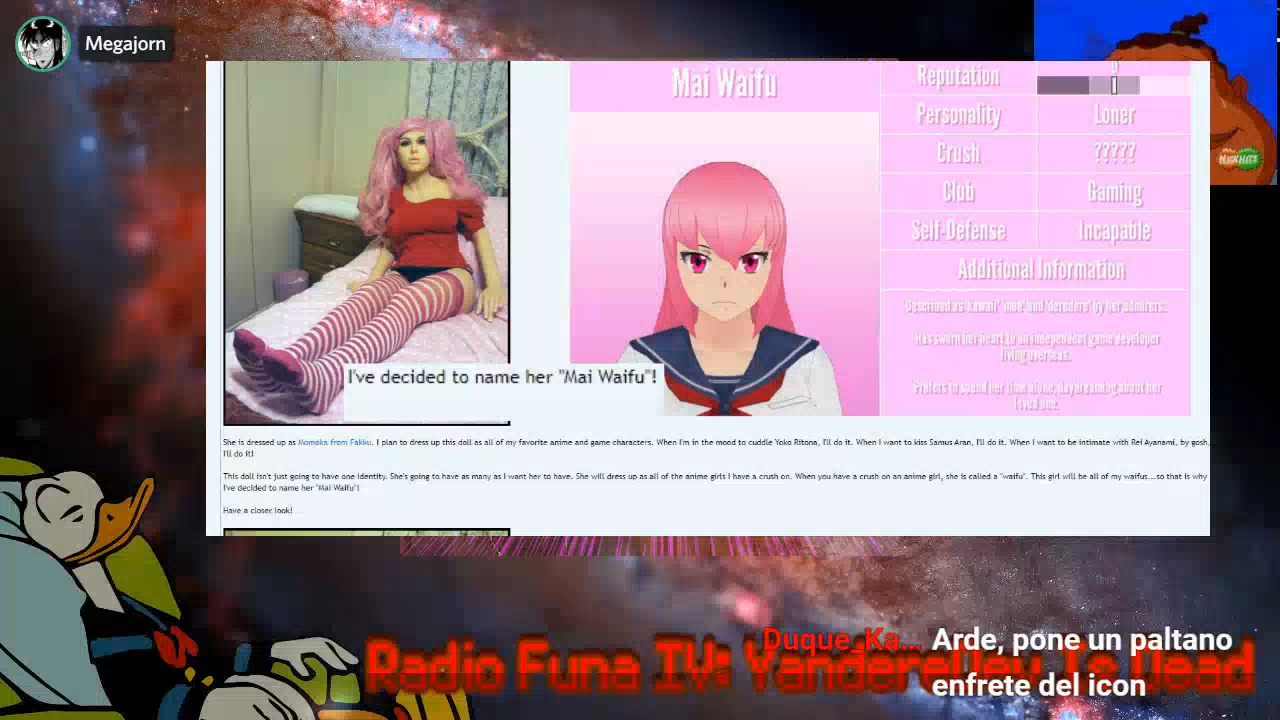 Megajorn
NICK HITS
Mai Waifu
Reputation
0
Personality
Loner
Crush
?????
Club
Gaming
Self-Defense
Incapable
Additional Information
Described as "kawaii" "moe" and "deredere" by her admirers.
Has sworn her heart to an independent game developer
living overseas.
Prefers to spend her time alone, daydreaming about her
loved one.
I've decided to name her "Mai Waifu"!
She is dressed up as Momoka from Fakku. I plan to dress up this doll as all of my favorite anime and game characters. When I'm in the mood to cuddle Yoko Ritona, I'll do it. When I want to kiss Samus Aran, I'll do it. When I want to be intimate with Rei Ayanami, by gosh,
I'll do it!
This doll isn't just going to have one identity. She's going to have as many as I want her to have. She will dress up as all of the anime girls I have a crush on. When you have a crush on an anime girl, she is called a "waifu". This girl will be all of my waifus...so that is why
I've decided to name her "Mai Waifu"!
Have a closer look!
Duque_Ka... Arde, pone un paltano
enfrete del icon
Radio Funa IV: YandereDev Is Dead